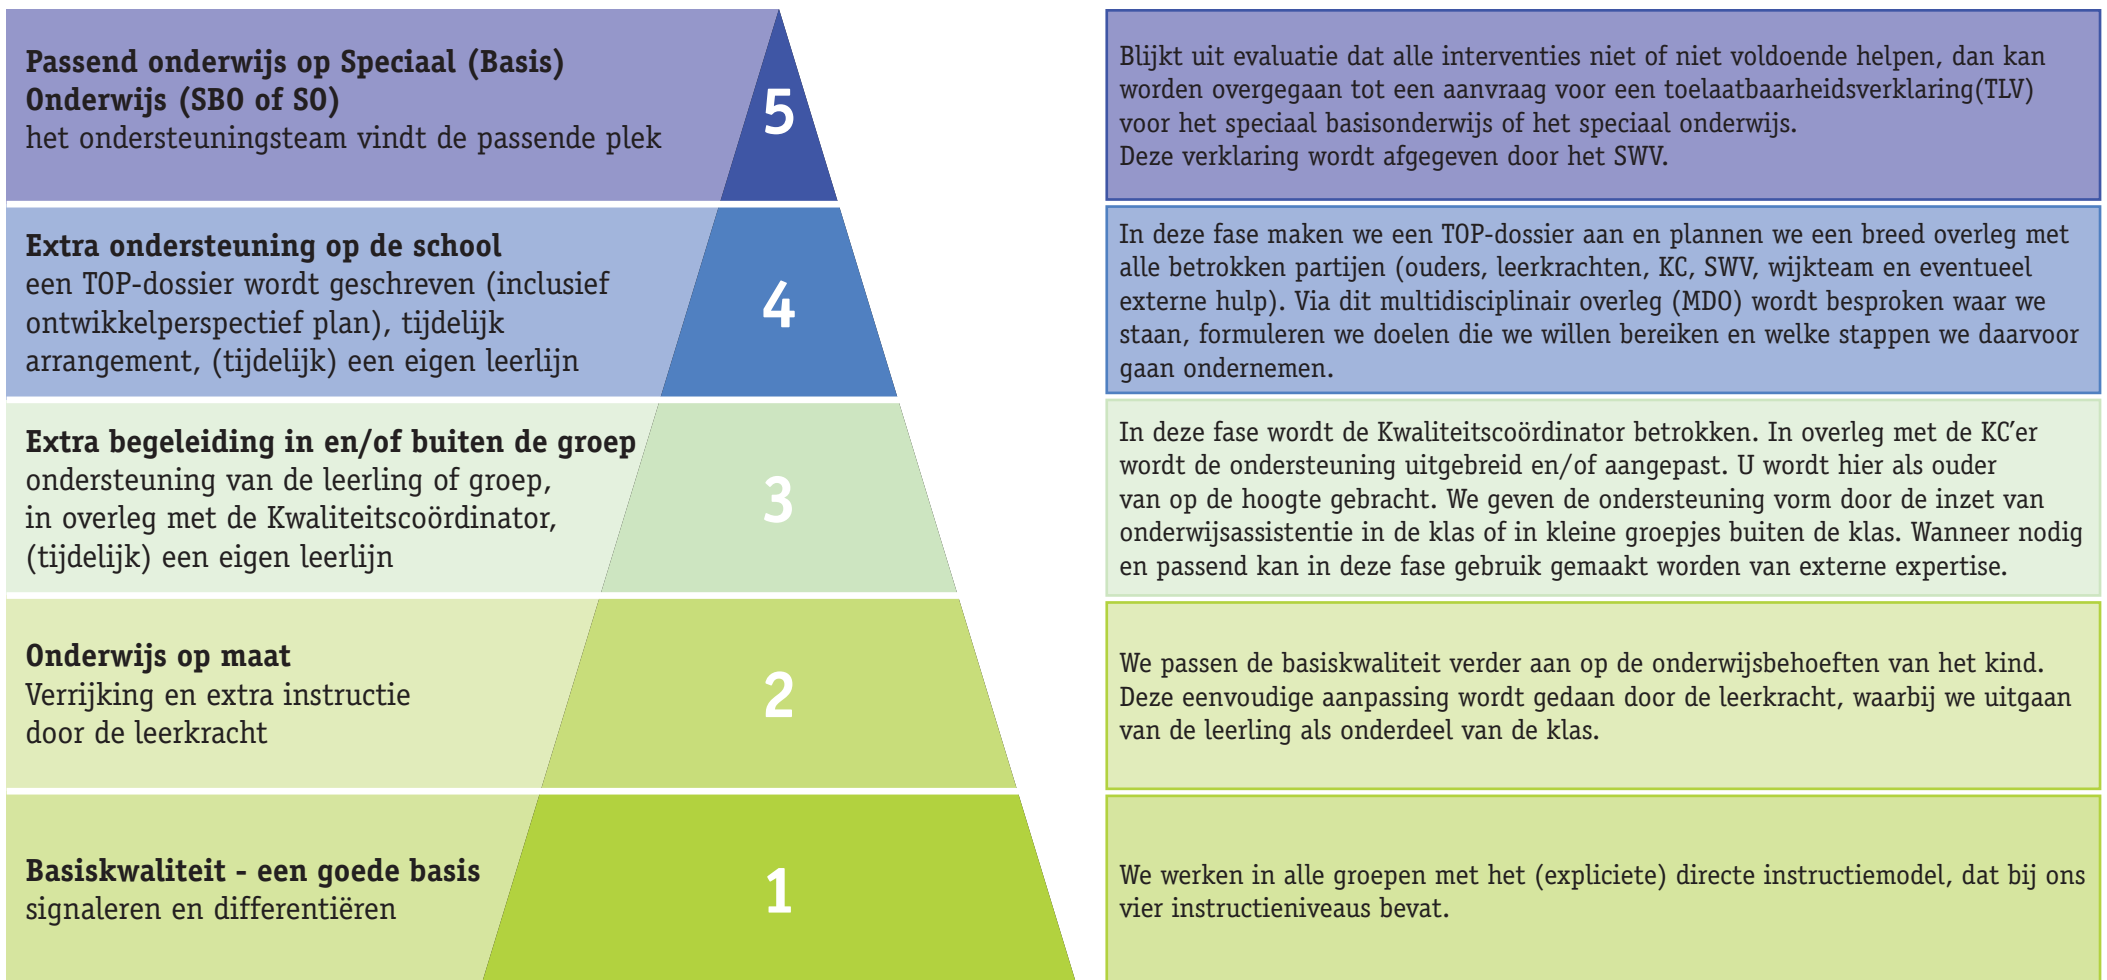 Passend onderwijs op Speciaal (Basis)
Onderwijs (SBO of SO)
het ondersteuningsteam vindt de passende plek
5
Blijkt uit evaluatie dat alle interventies niet of niet voldoende helpen, dan kan
worden overgegaan tot een aanvraag voor een toelaatbaarheidsverklaring(TLV)
voor het speciaal basisonderwijs of het speciaal onderwijs.
Deze verklaring wordt afgegeven door het SWV.
Extra ondersteuning op de school
een TOP-dossier wordt geschreven (inclusief
ontwikkelperspectief plan), tijdelijk
arrangement, (tijdelijk) een eigen leerlijn
4
In deze fase maken we een TOP-dossier aan en plannen we een breed overleg met
alle betrokken partijen (ouders, leerkrachten, KC, SWV, wijkteam en eventueel
externe hulp). Via dit multidisciplinair overleg (MDO) wordt besproken waar we
staan, formuleren we doelen die we willen bereiken en welke stappen we daarvoor
gaan ondernemen.
Extra begeleiding in en/of buiten de groep
ondersteuning van de leerling of groep,
in overleg met de Kwaliteitscoördinator,
(tijdelijk) een eigen leerlijn
3
In deze fase wordt de Kwaliteitscoördinator betrokken. In overleg met de KC’er
wordt de ondersteuning uitgebreid en/of aangepast. U wordt hier als ouder
van op de hoogte gebracht. We geven de ondersteuning vorm door de inzet van
onderwijsassistentie in de klas of in kleine groepjes buiten de klas. Wanneer nodig
en passend kan in deze fase gebruik gemaakt worden van externe expertise.
Onderwijs op maat
Verrijking en extra instructie
door de leerkracht
2
We passen de basiskwaliteit verder aan op de onderwijsbehoeften van het kind.
Deze eenvoudige aanpassing wordt gedaan door de leerkracht, waarbij we uitgaan
van de leerling als onderdeel van de klas.
Basiskwaliteit - een goede basis
signaleren en differentiëren
1
We werken in alle groepen met het (expliciete) directe instructiemodel, dat bij ons
vier instructieniveaus bevat.